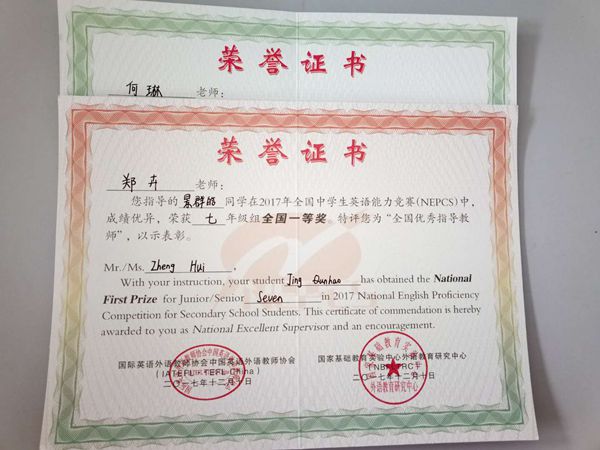 荣誉证书
何琳 老师:
荣誉证书
郑卉 老师:
您指导的 景群皓 同学在2017年全国中学生英语能力竞赛(NEPCS)中,
成绩优异,荣获 七 年级组全国一等奖。特评您为“全国优秀指导教
师”,以示表彰。
Mr./Ms. Zheng Hui ,
With your instruction, your student Jing Qunhao has obtained the National
First Prize for Junior/Senior Seven in 2017 National English Proficiency
Competition for Secondary School Students. This certificate of commendation is hereby
awarded to you as National Excellent Supervisor and an encouragement.
国际英语外语教师协会中国英语外语教师协会
(IATEFL-TEFL China)
二〇一七年十二月十日
国家基础教育实验中心外语教育研究中心
二〇一七年十二月十日
外语教育研究中心